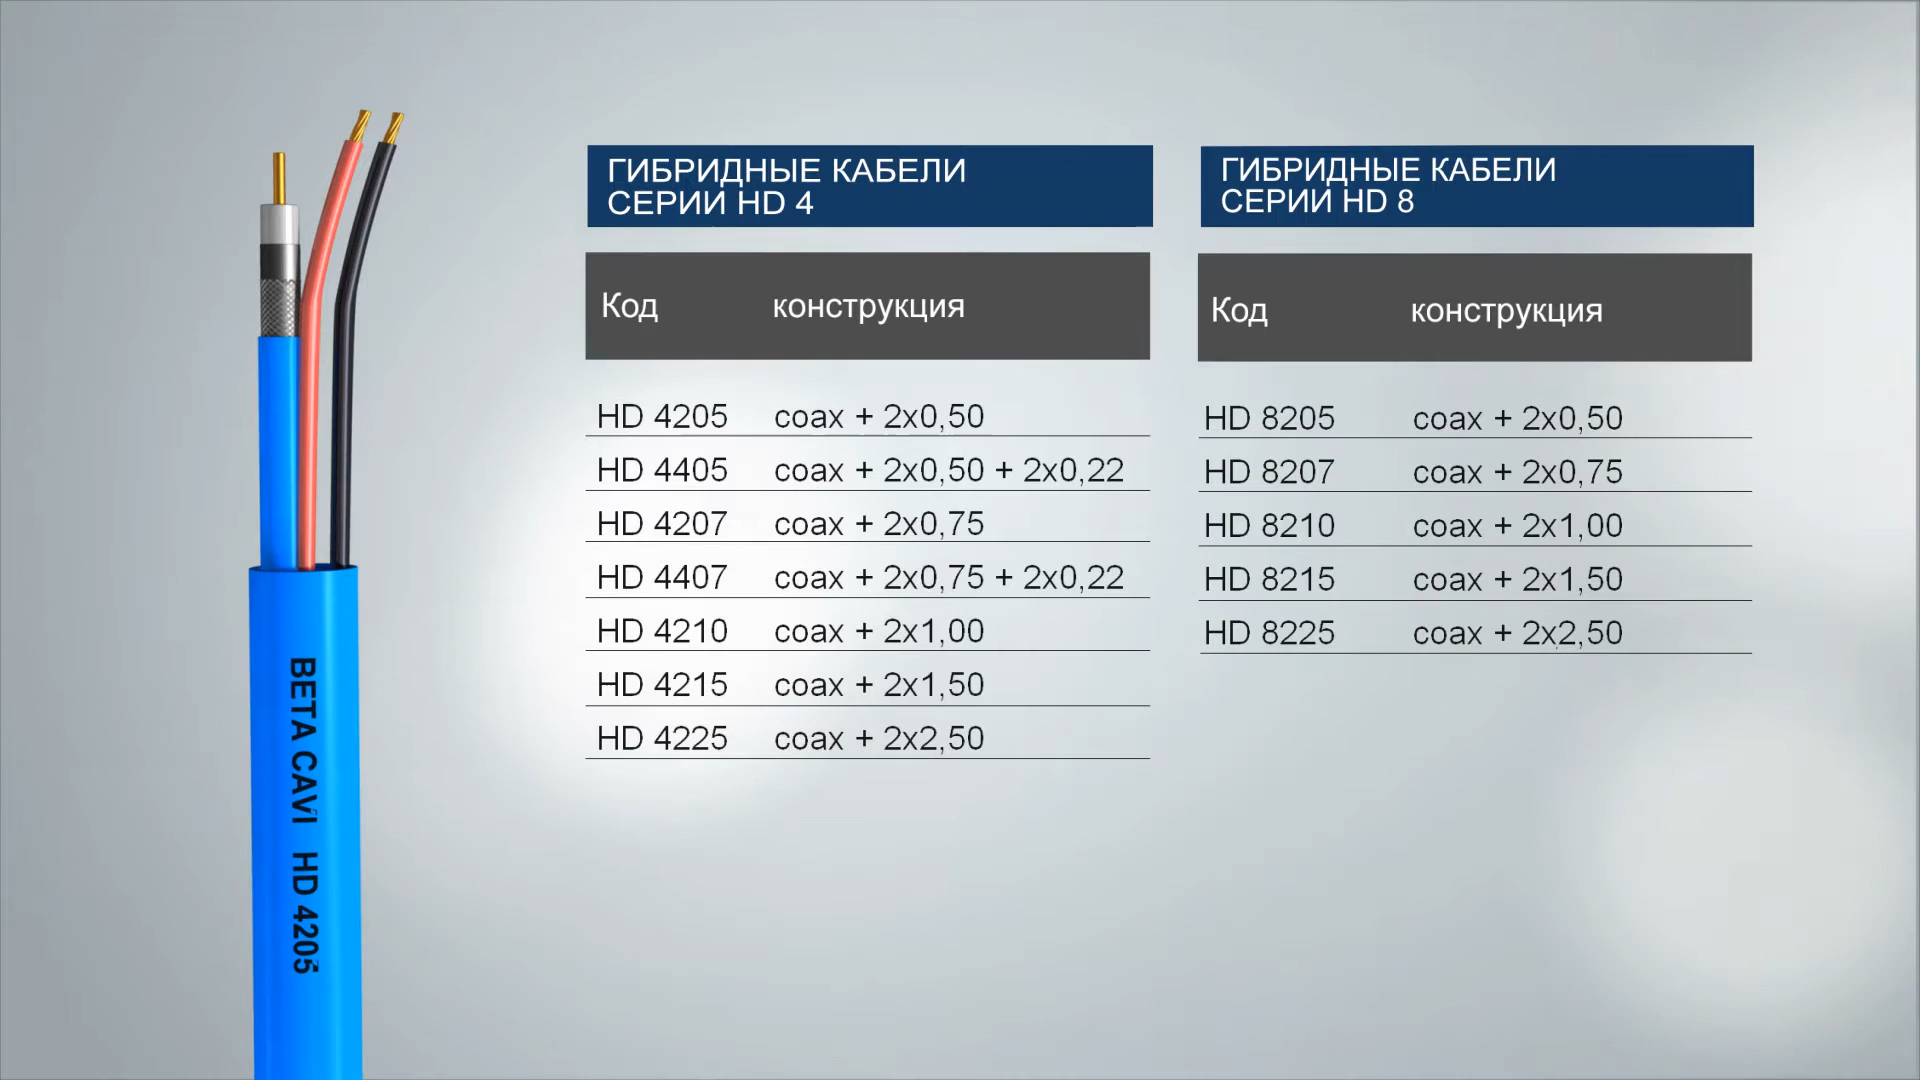 ГИБРИДНЫЕ КАБЕЛИ
СЕРИИ HD 4
Код конструкция
HD 4205 coax + 2x0,50
HD 4405 coax + 2x0,50 + 2x0,22
HD 4207 coax + 2x0,75
HD 4407 coax + 2x0,75 + 2x0,22
HD 4210 coax + 2x1,00
HD 4215 coax + 2x1,50
HD 4225 coax + 2x2,50
ГИБРИДНЫЕ КАБЕЛИ
СЕРИИ HD 8
Код конструкция
HD 8205 coax + 2x0,50
HD 8207 coax + 2x0,75
HD 8210 coax + 2x1,00
HD 8215 coax + 2x1,50
HD 8225 coax + 2x2,50
BETA CAVI HD 4205